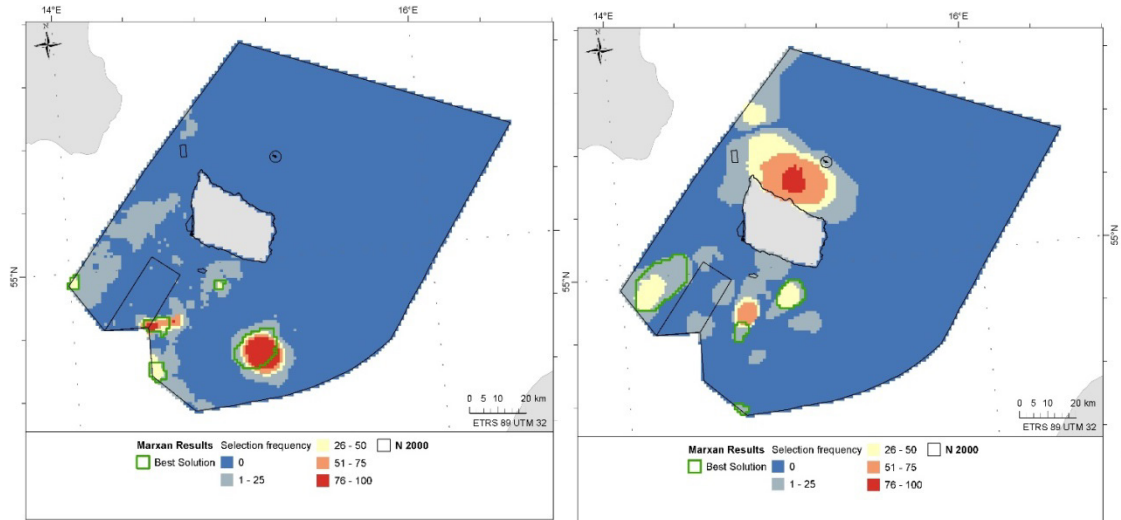 14°E
16°E
55°N
55°N
0 5 10 20 km
ETRS 89 UTM 32
Marxan Results Selection frequency 26 - 50 N 2000
Best Solution 0 51 - 75
1 - 25 76 - 100
14°E
16°E
55°N
55°N
0 5 10 20 km
ETRS 89 UTM 32
Marxan Results Selection frequency 26 - 50 N 2000
Best Solution 0 51 - 75
1 - 25 76 - 100